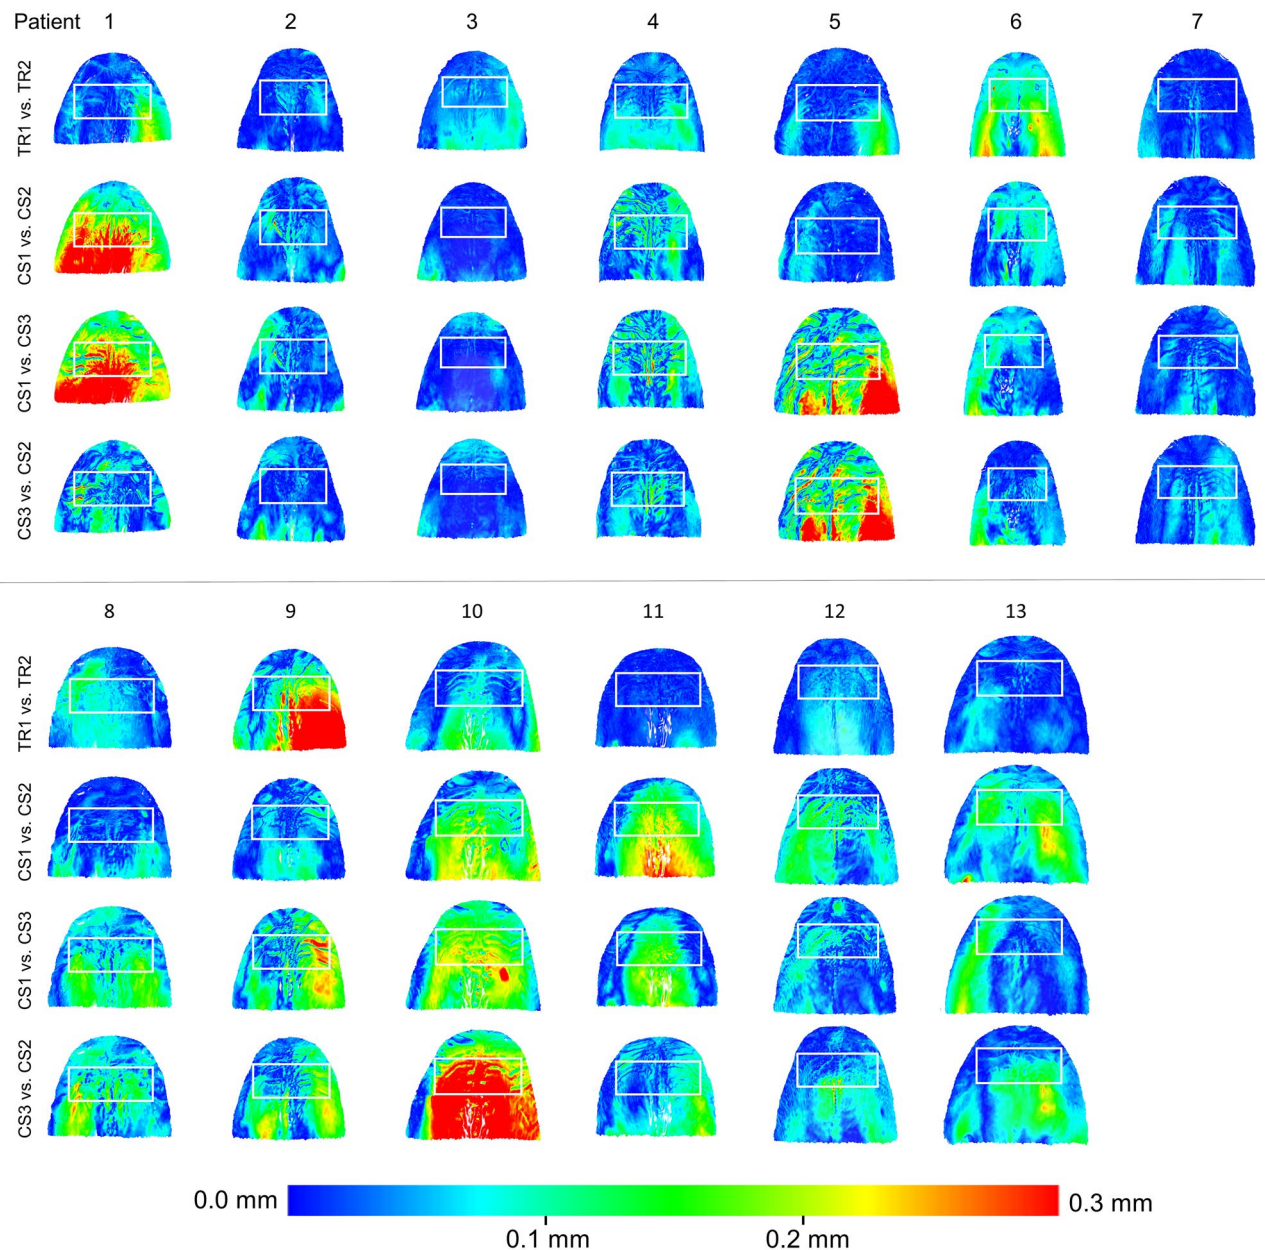 Patient 1 2 3 4 5 6 7
TR1 vs. TR2
CS1 vs. CS2
CS1 vs. CS3
CS3 vs. CS2
8 9 10 11 12 13
TR1 vs. TR2
CS1 vs. CS2
CS1 vs. CS3
CS3 vs. CS2
0.0 mm 0.3 mm
0.1 mm 0.2 mm